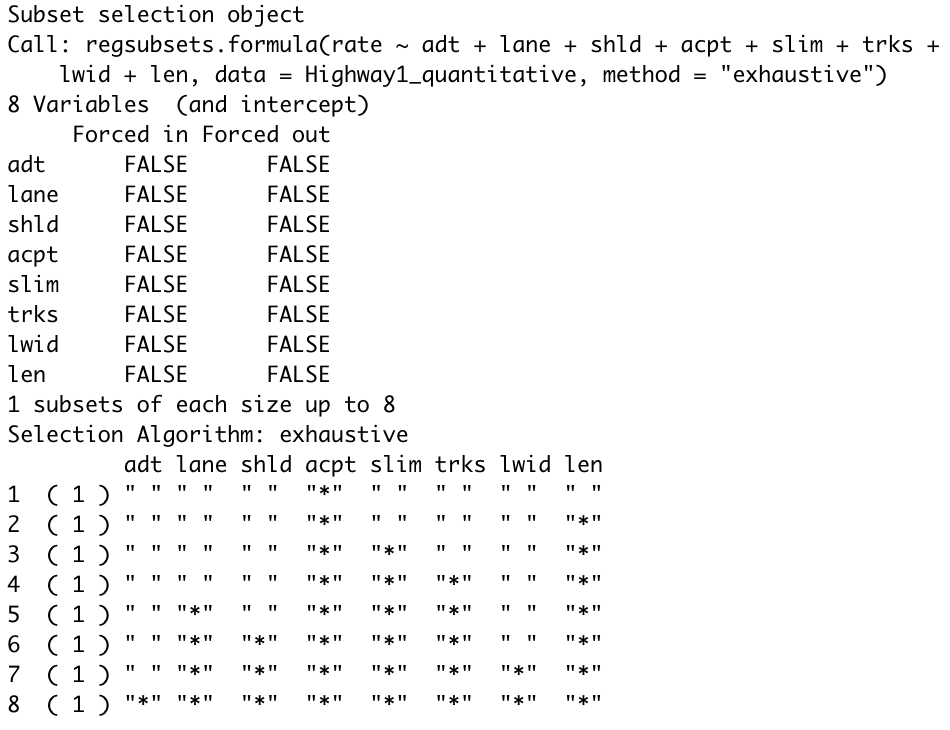 Subset selection object
Call: regsubsets.formula(rate ~ adt + lane + shld + acpt + slim + trks +
    lwid + len, data = Highway1_quantitative, method = "exhaustive")
8 Variables  (and intercept)
     Forced in Forced out
adt      FALSE      FALSE
lane     FALSE      FALSE
shld     FALSE      FALSE
acpt     FALSE      FALSE
slim     FALSE      FALSE
trks     FALSE      FALSE
lwid     FALSE      FALSE
len      FALSE      FALSE
1 subsets of each size up to 8
Selection Algorithm: exhaustive
         adt lane shld acpt slim trks lwid len
1  ( 1 ) " " " "  " "  "*"  " "  " "  " "  " "
2  ( 1 ) " " " "  " "  "*"  " "  " "  " "  "*"
3  ( 1 ) " " " "  " "  "*"  "*"  " "  " "  "*"
4  ( 1 ) " " " "  " "  "*"  "*"  "*"  " "  "*"
5  ( 1 ) " " "*"  " "  "*"  "*"  "*"  " "  "*"
6  ( 1 ) " " "*"  "*"  "*"  "*"  "*"  " "  "*"
7  ( 1 ) " " "*"  "*"  "*"  "*"  "*"  "*"  "*"
8  ( 1 ) "*" "*"  "*"  "*"  "*"  "*"  "*"  "*"